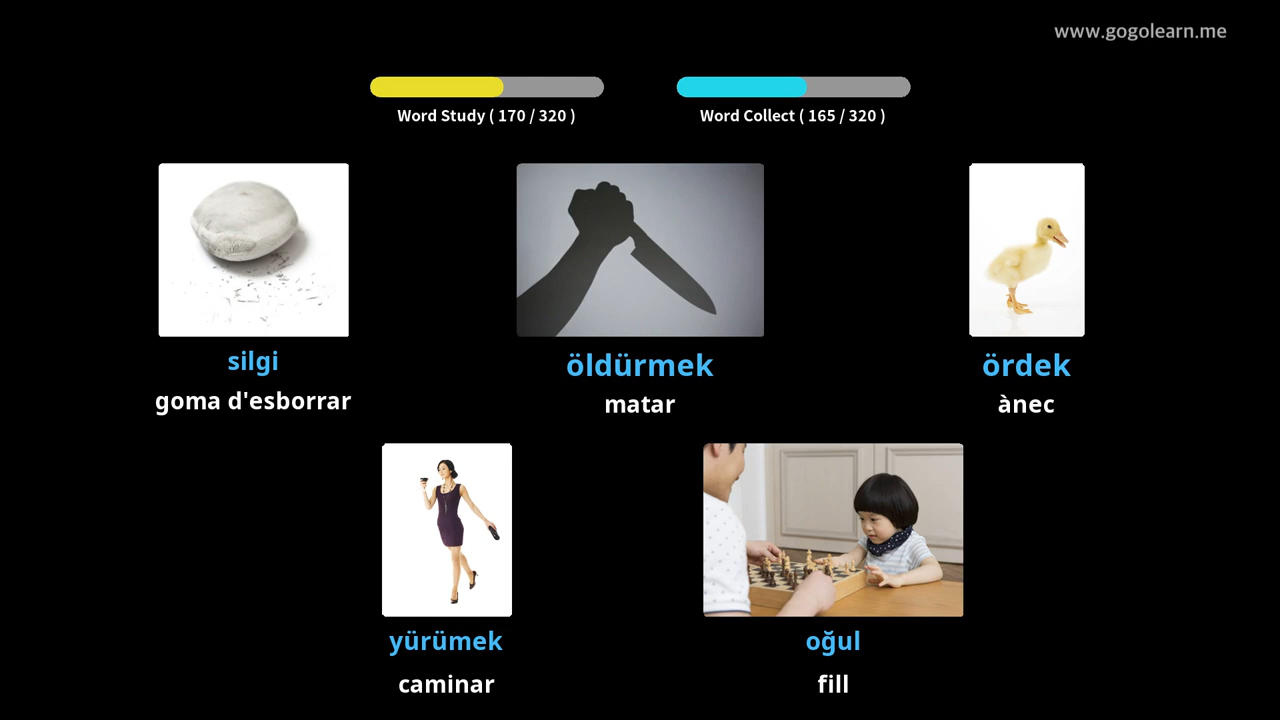 www.gogolearn.me
Word Study ( 170 / 320 )
Word Collect ( 165 / 320 )
silgi
goma d'esborrar
öldürmek
matar
ördek
ànec
yürümek
caminar
oğul
fill